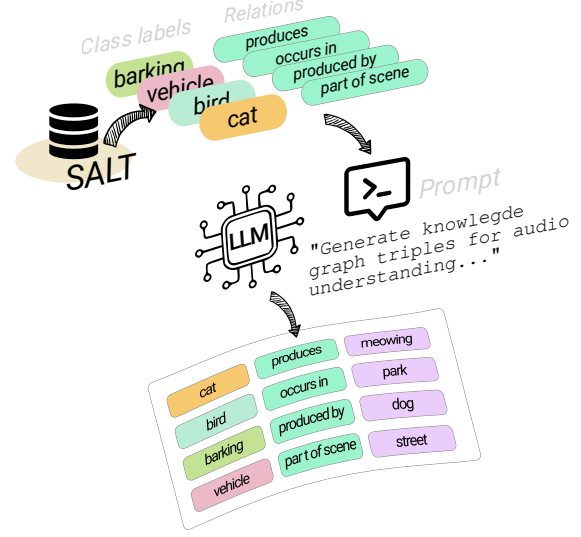 Class labels
Relations
barking
vehicle
bird
cat
produces
occurs in
produced by
part of scene
SALT
Prompt
LLM
"Generate knowlegde
graph triples for audio
understanding..."
cat
produces
meowing
bird
occurs in
park
barking
produced by
dog
vehicle
part of scene
street